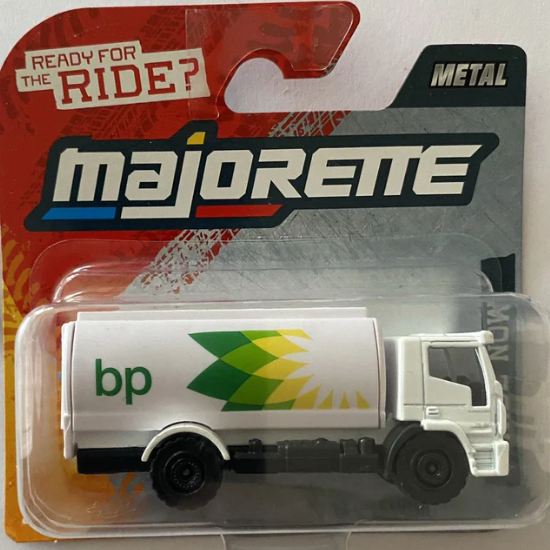 READY FOR
THE RIDE?
METAL
majorette
bp